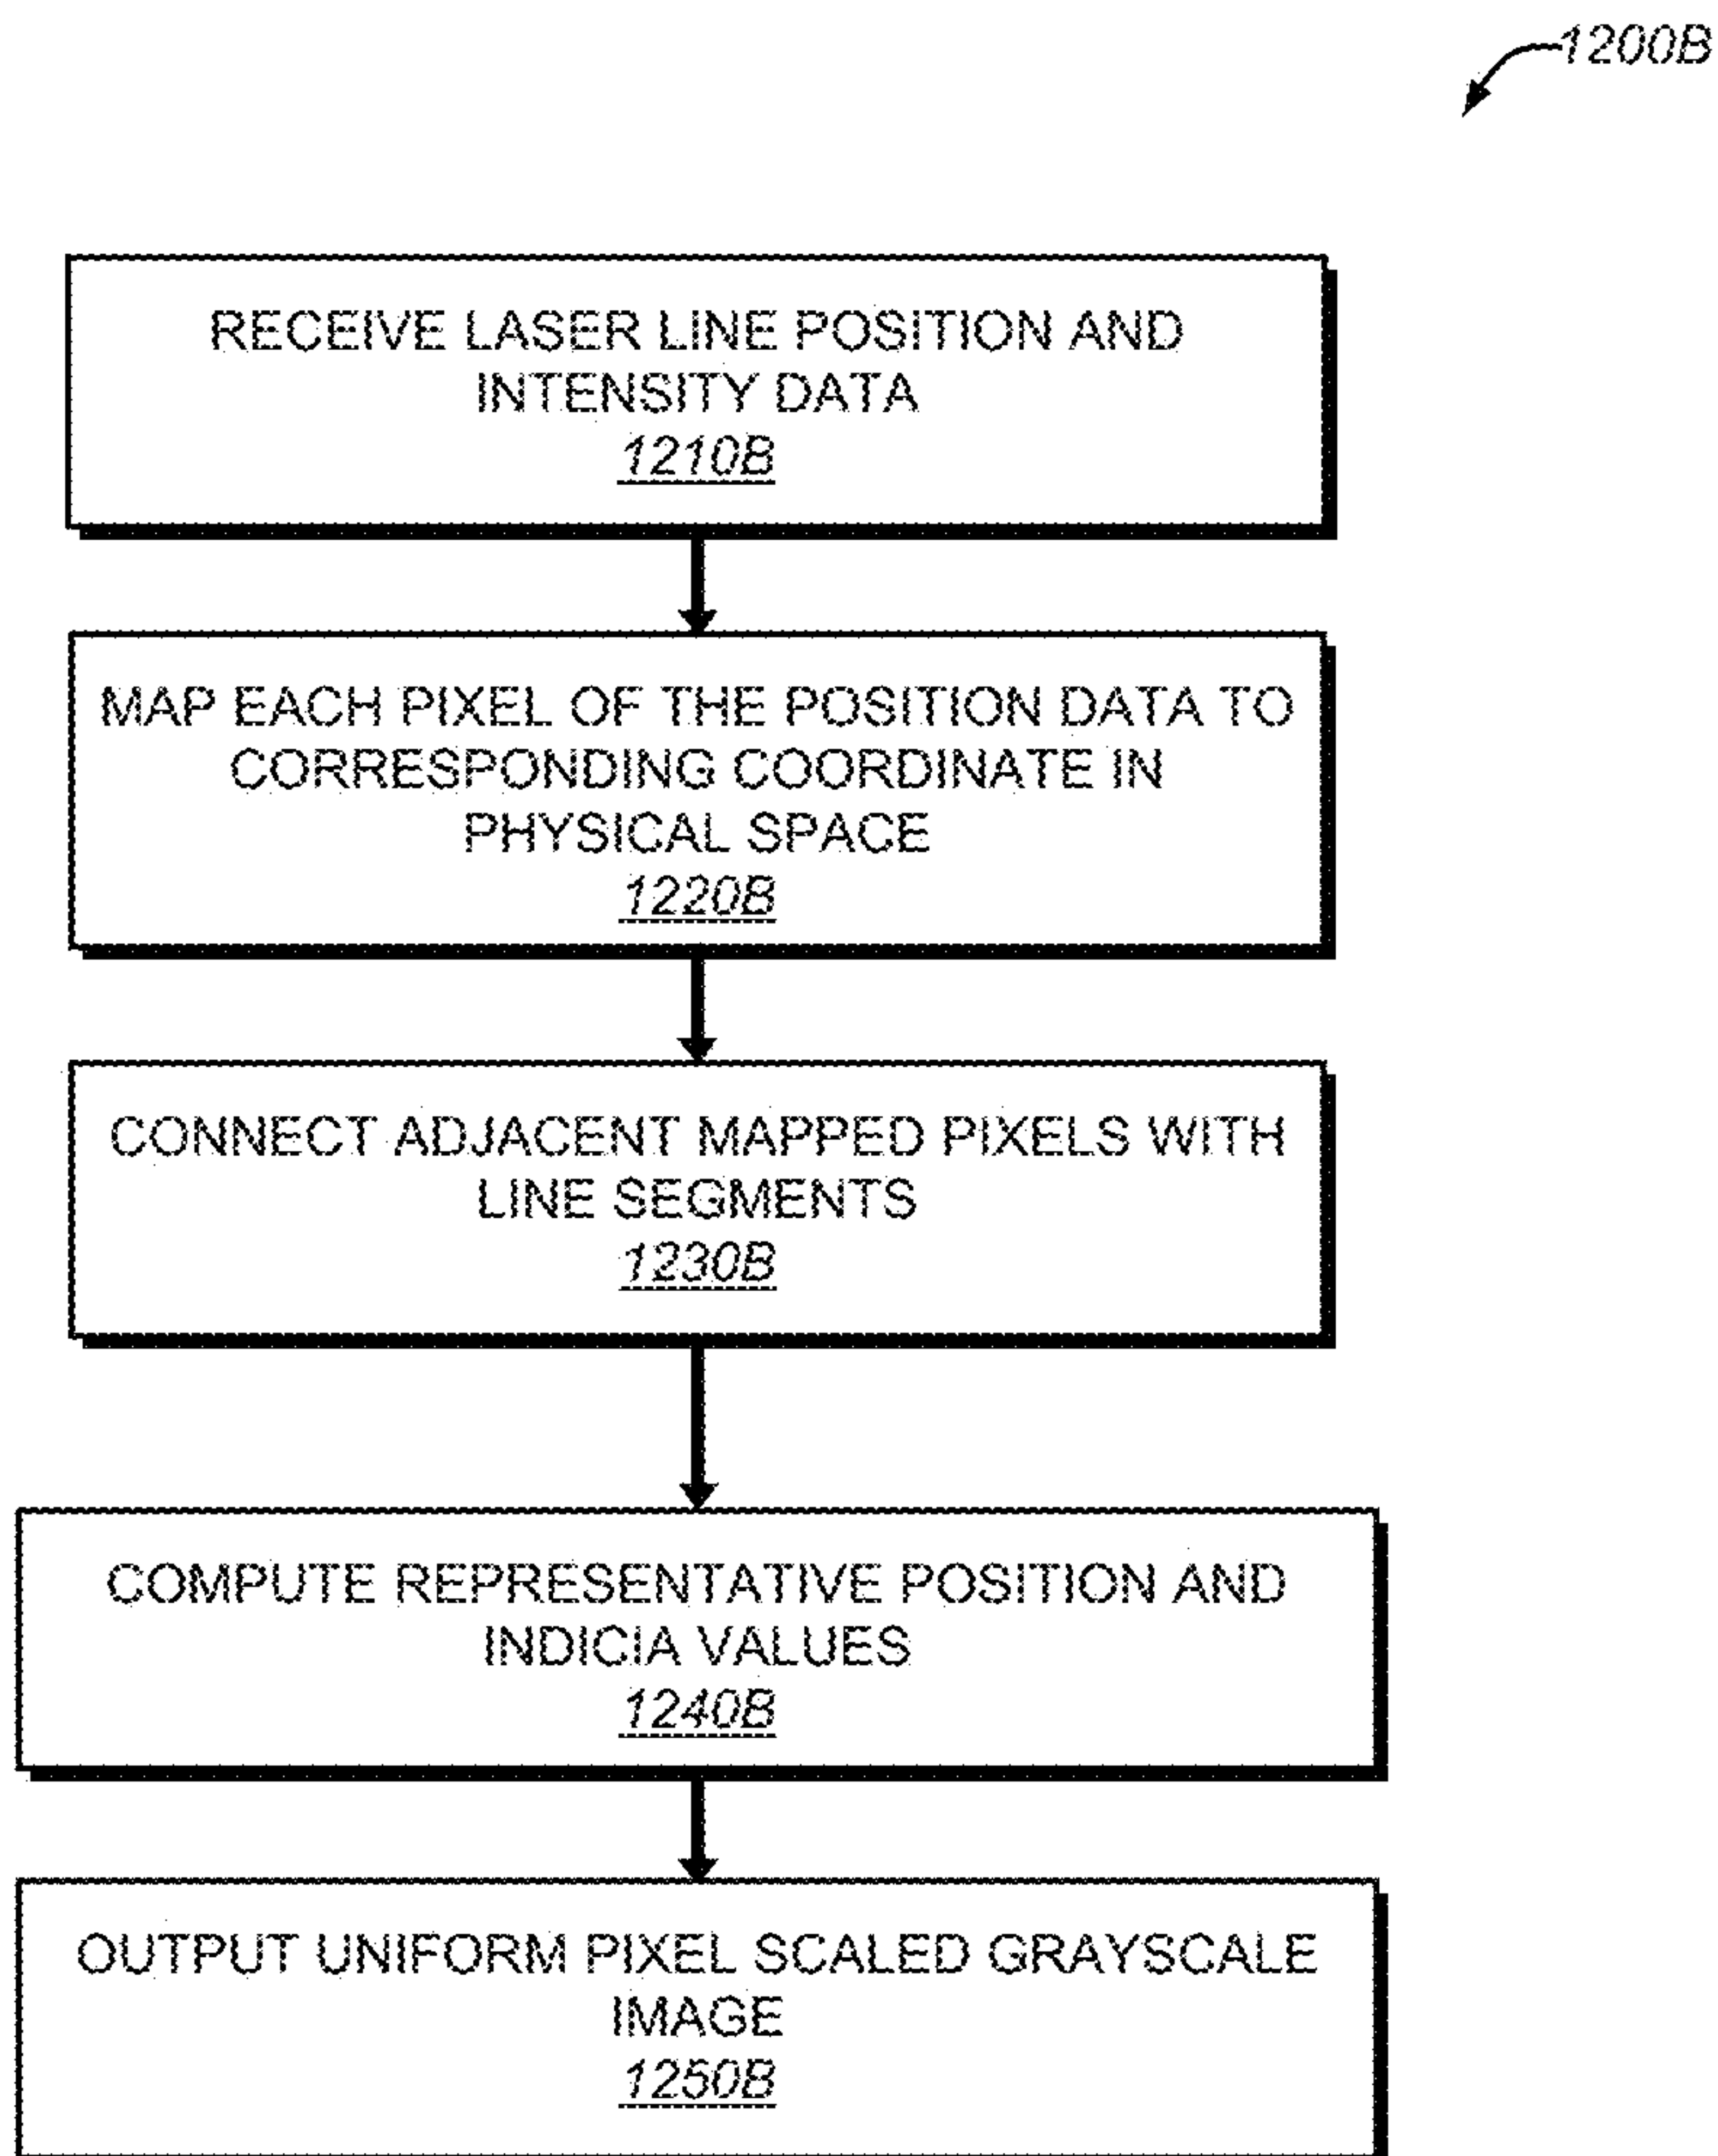 1200B
RECEIVE LASER LINE POSITION AND
INTENSITY DATA
1210B
MAP EACH PIXEL OF THE POSITION DATA TO
CORRESPONDING COORDINATE IN
PHYSICAL SPACE
1220B
CONNECT ADJACENT MAPPED PIXELS WITH
LINE SEGMENTS
1230B
COMPUTE REPRESENTATIVE POSITION AND
INDICIA VALUES
1240B
OUTPUT UNIFORM PIXEL SCALED GRAYSCALE
IMAGE
1250B